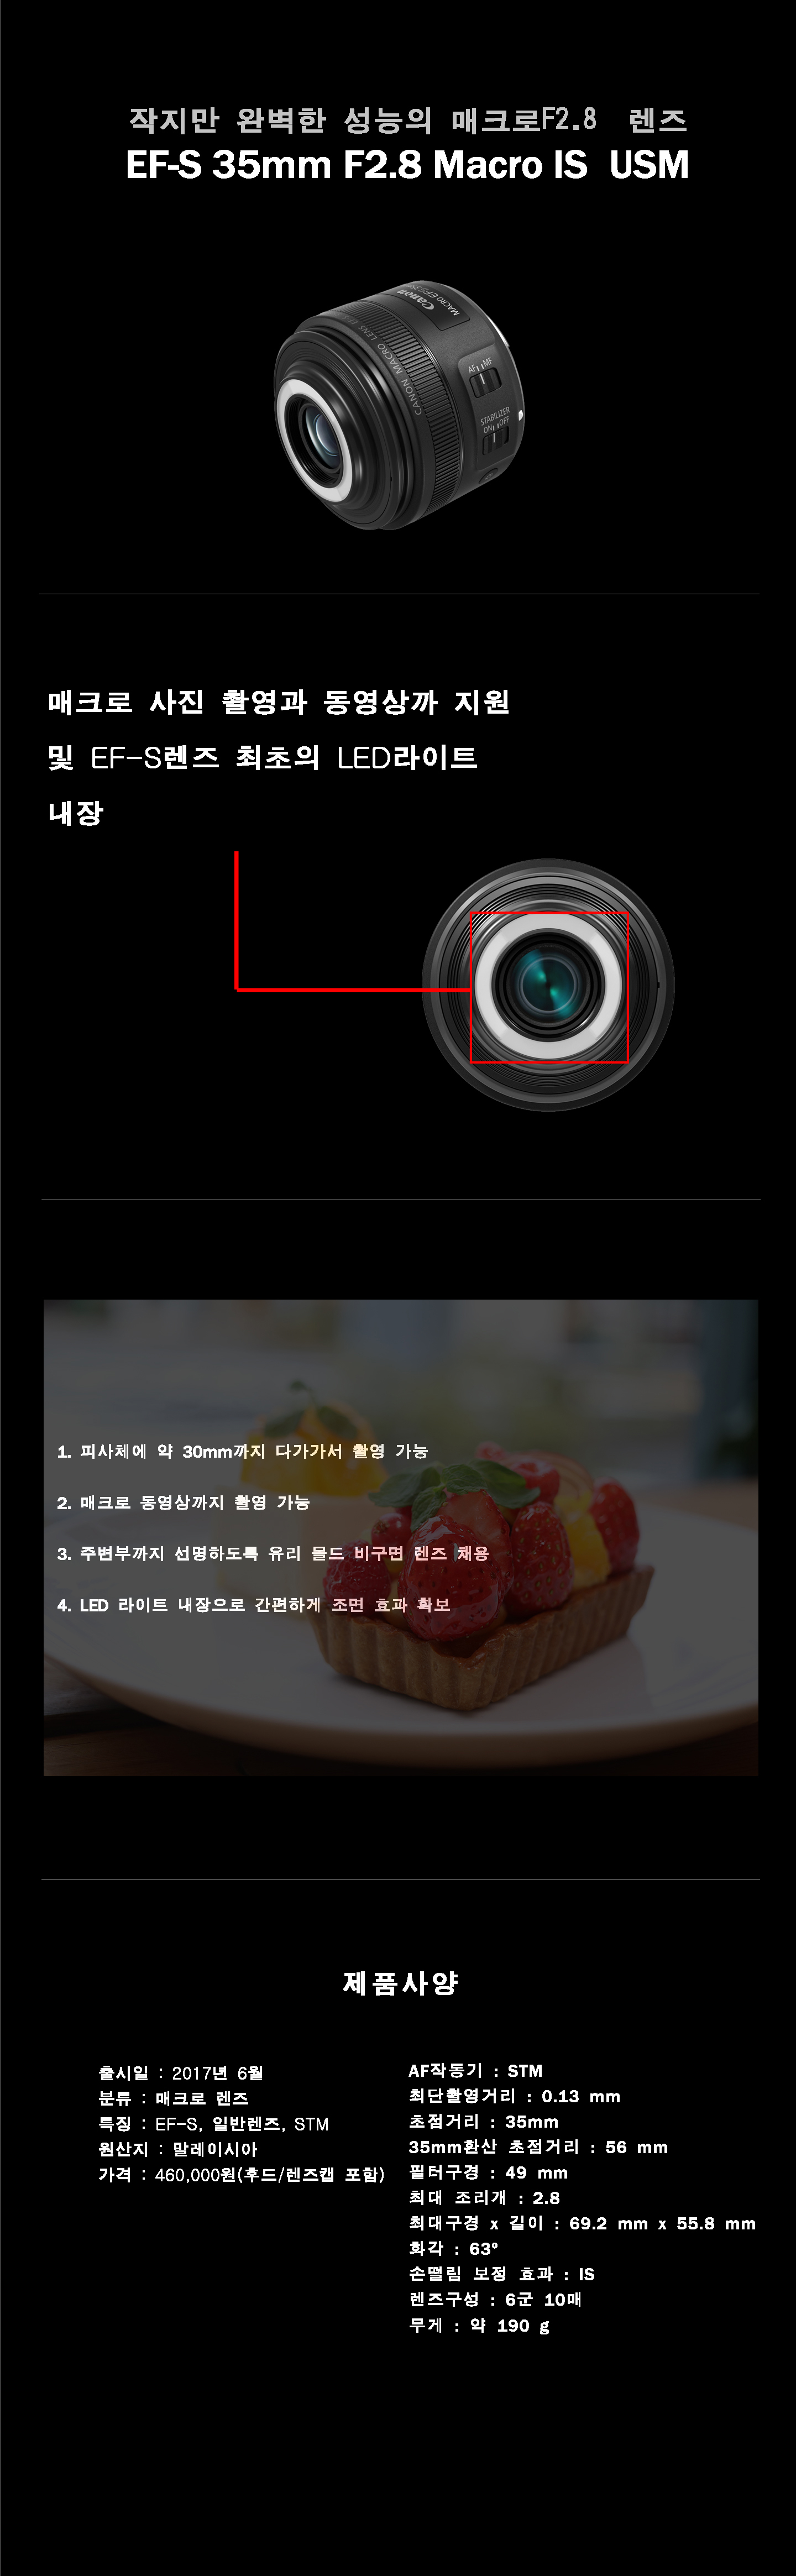 작지만 완벽한 성능의 매크로F2.8 렌즈
EF-S 35mm F2.8 Macro IS USM
Canon
MACRO EF-S 35
CANON MACRO LENS
AF MF
STABILIZER
ON OFF
매크로 사진 촬영과 동영상까 지원
및 EF-S렌즈 최초의 LED라이트
내장
1. 피사체에 약 30mm까지 다가가서 촬영 가능
2. 매크로 동영상까지 촬영 가능
3. 주변부까지 선명하도록 유리 몰드 비구면 렌즈 채용
4. LED 라이트 내장으로 간편하게 조면 효과 확보
제품사양
출시일 : 2017년 6월
분류 : 매크로 렌즈
특징 : EF-S, 일반렌즈, STM
원산지 : 말레이시아
가격 : 460,000원(후드/렌즈캡 포함)
AF작동기 : STM
최단촬영거리 : 0.13 mm
초점거리 : 35mm
35mm환산 초점거리 : 56 mm
필터구경 : 49 mm
최대 조리개 : 2.8
최대구경 x 길이 : 69.2 mm x 55.8 mm
화각 : 63º
손떨림 보정 효과 : IS
렌즈구성 : 6군 10매
무게 : 약 190 g